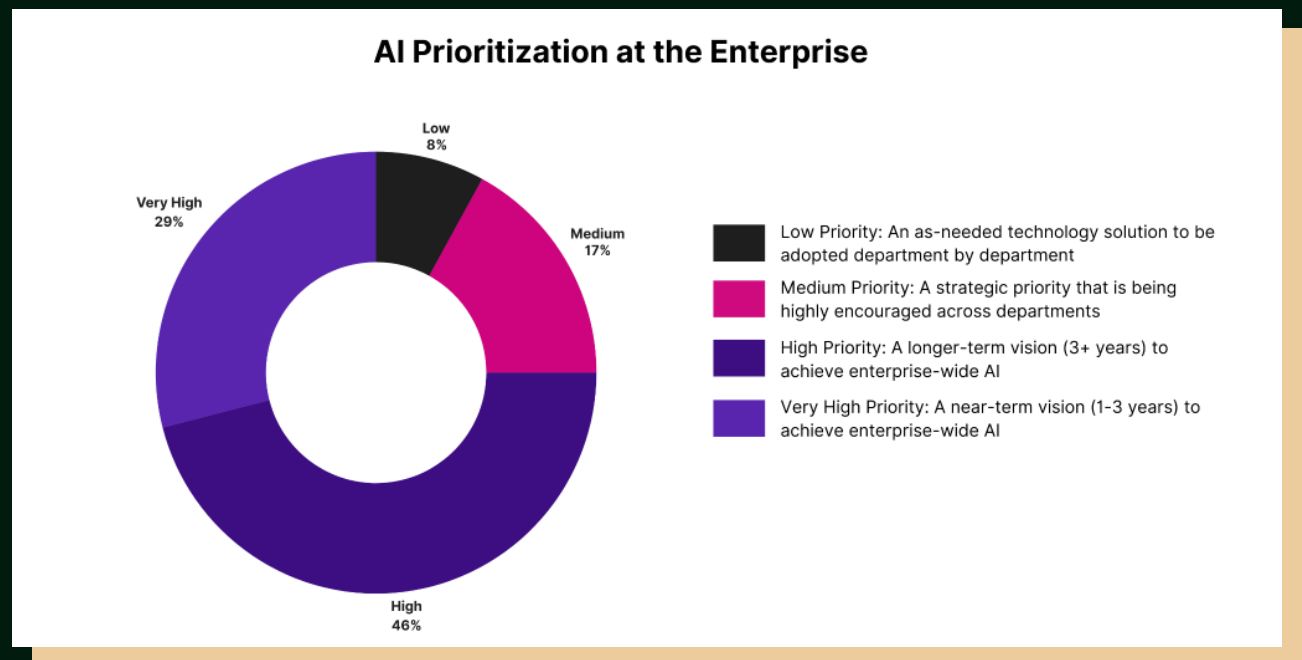 AI Prioritization at the Enterprise
Low
8%
Very High
29%
Medium
17%
High
46%
Low Priority: An as-needed technology solution to be
adopted department by department
Medium Priority: A strategic priority that is being
highly encouraged across departments
High Priority: A longer-term vision (3+ years) to
achieve enterprise-wide AI
Very High Priority: A near-term vision (1-3 years) to
achieve enterprise-wide AI